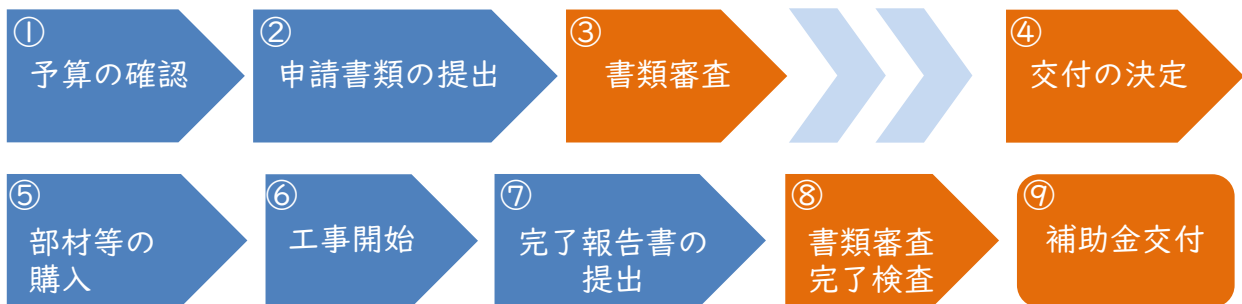 ①
予算の確認
②
申請書類の提出
③
書類審査
④
交付の決定
⑤
部材等の
購入
⑥
工事開始
⑦
完了報告書の
提出
⑧
書類審査
完了検査
⑨
補助金交付